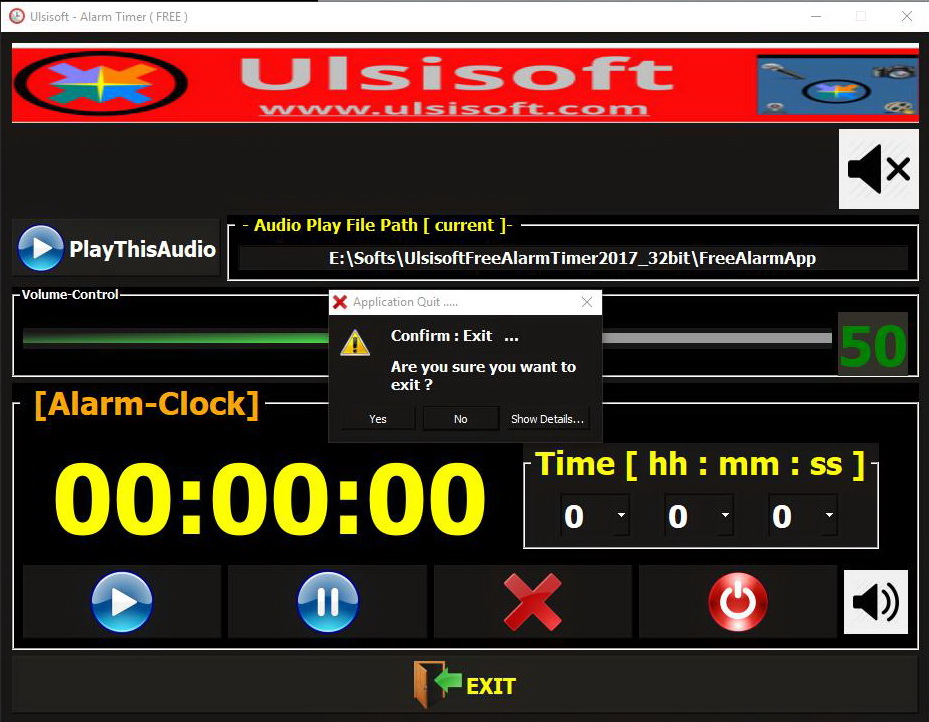 Ulsisoft - Alarm Timer ( FREE )
Ulsisoft
www.ulsisoft.com
PlayThisAudio
- Audio Play File Path [ current ]-
E:\Softs\UlsisoftFreeAlarmTimer2017_32bit\FreeAlarmApp
Volume-Control
50
Application Quit .....
Confirm : Exit ...
Are you sure you want to
exit ?
Yes
No
Show Details...
[Alarm-Clock]
00:00:00
Time [ hh : mm : ss ]
0 0 0
EXIT